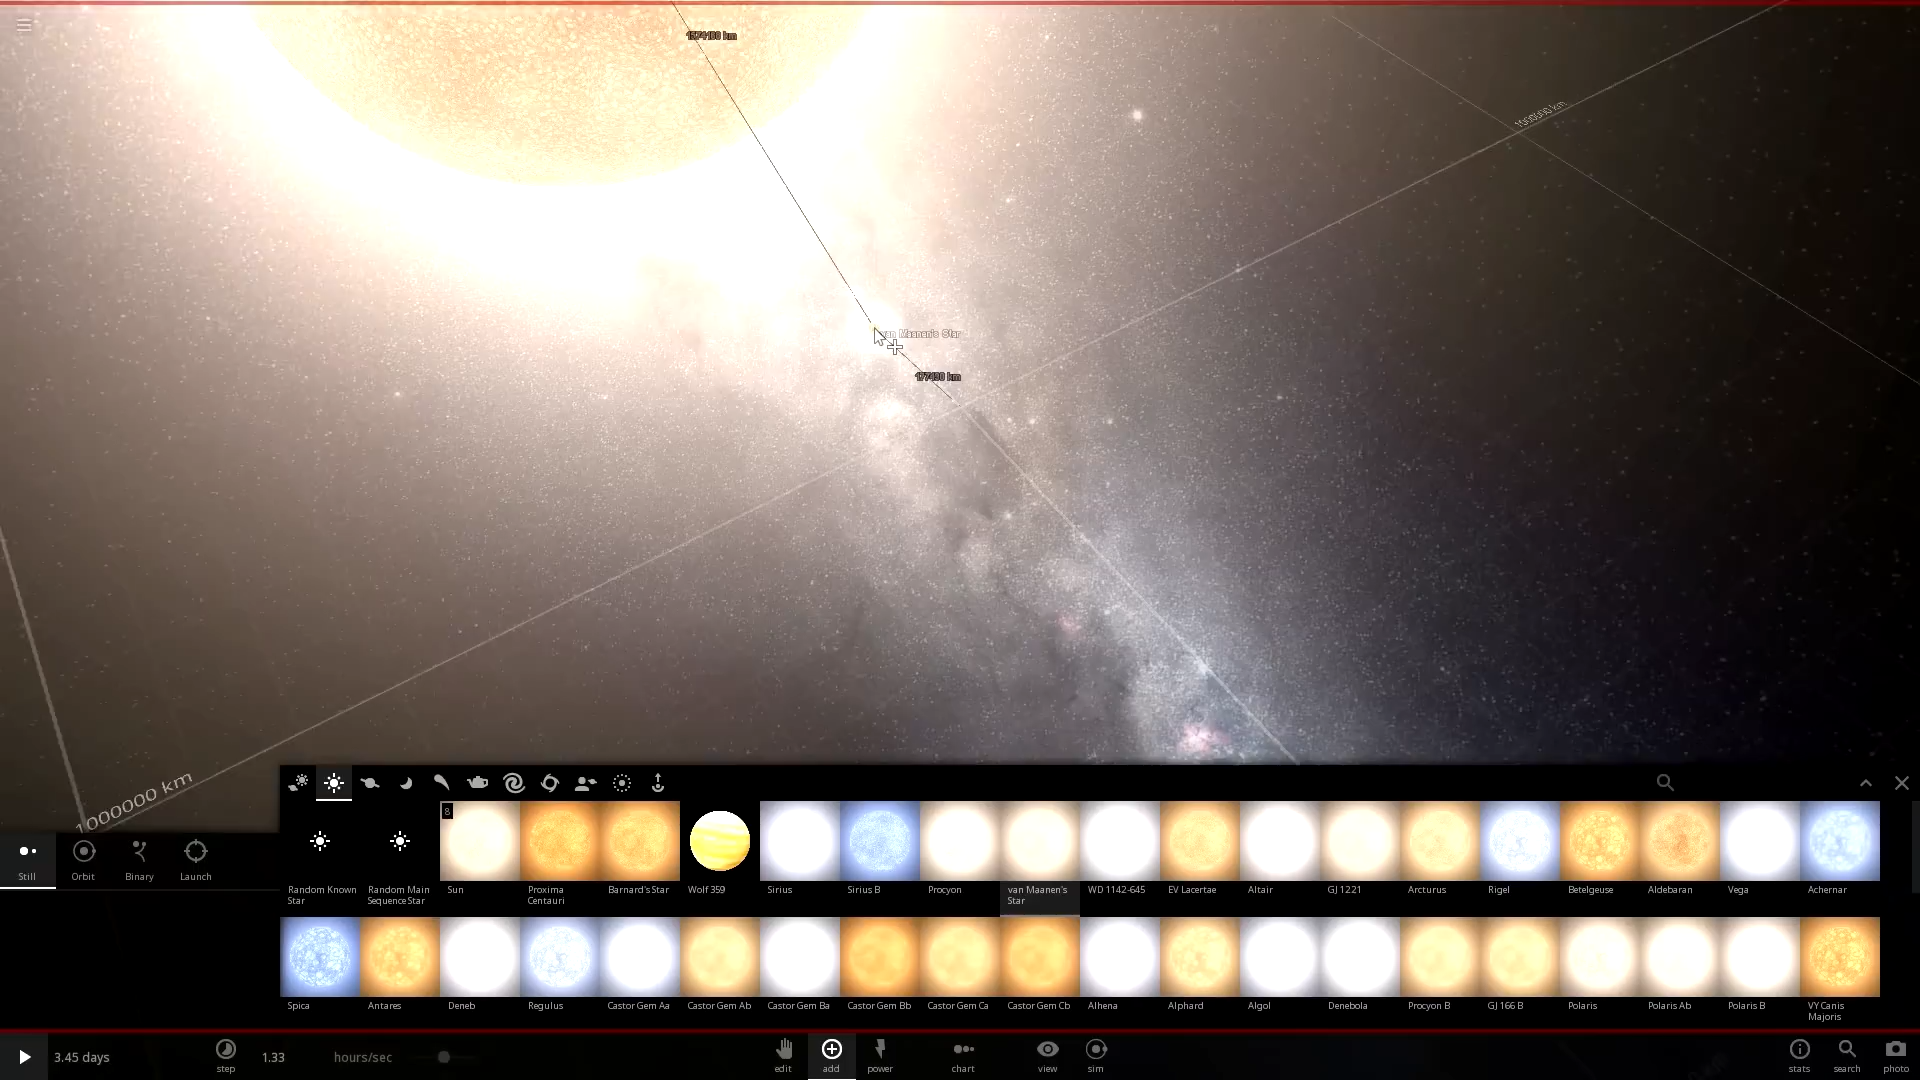 1000000 km
van Maanen's Star
1000000 km
Still
Orbit
Binary
Launch
Random Known Star
Random Main Sequence Star
Sun
Proxima Centauri
Barnard's Star
Wolf 359
Sirius
Sirius B
Procyon
van Maanen's Star
WD 1142-645
EV Lacertae
Altair
GJ 1221
Arcturus
Rigel
Betelgeuse
Aldebaran
Vega
Achernar
Spica
Antares
Deneb
Regulus
Castor Gem Aa
Castor Gem Ab
Castor Gem Ba
Castor Gem Bb
Castor Gem Ca
Castor Gem Cb
Alhena
Alphard
Algol
Denebola
Procyon B
GJ 166 B
Polaris
Polaris Ab
Polaris B
VY Canis Majoris
3.45 days
step
1.33
hours/sec
edit
add
power
chart
view
sim
stats
search
photo